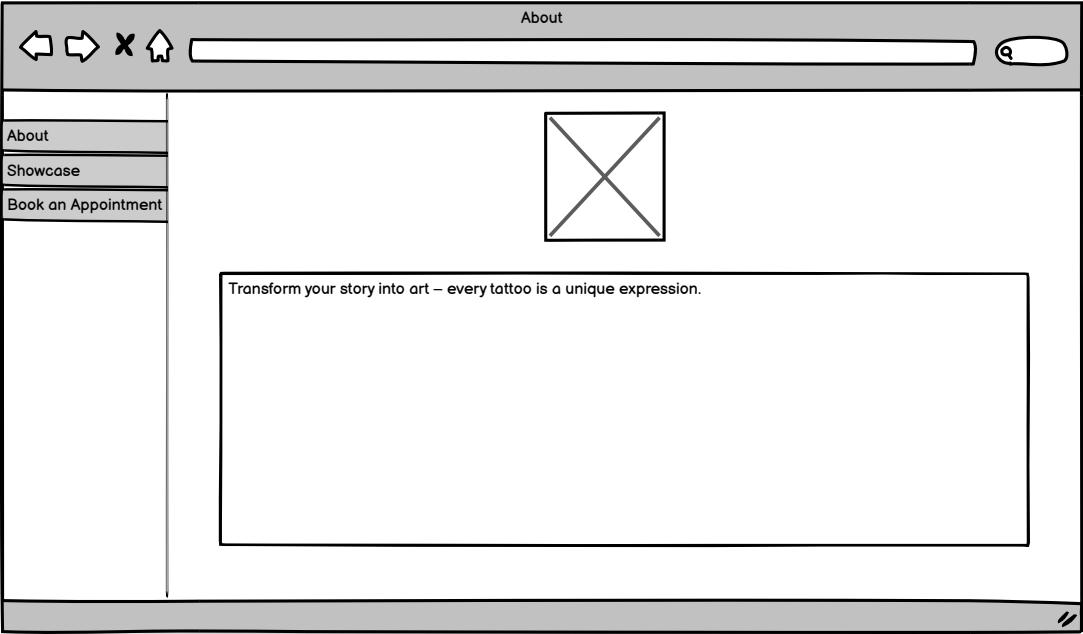 About
About
Showcase
Book an Appointment
Transform your story into art – every tattoo is a unique expression.